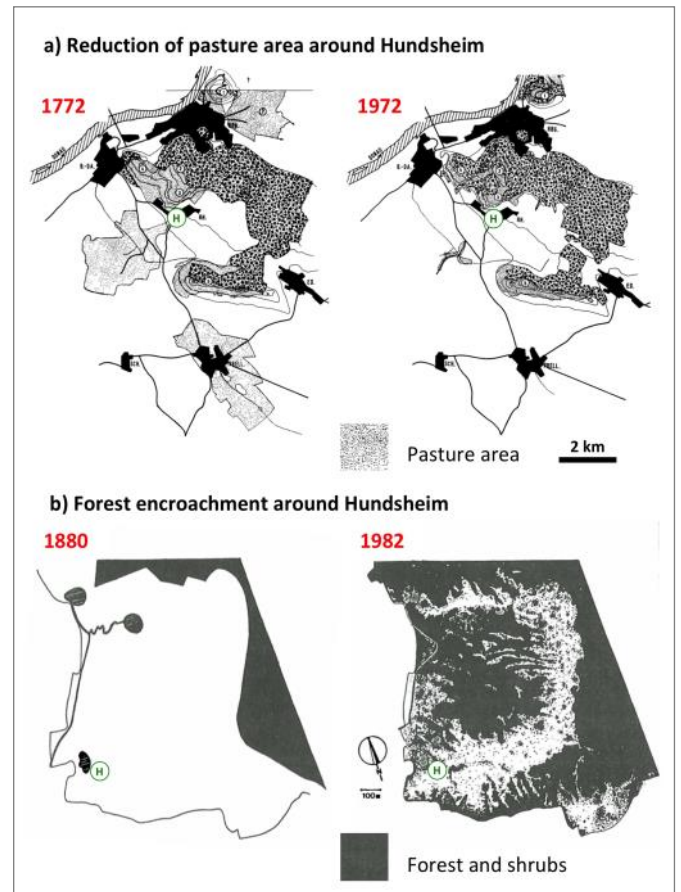 a) Reduction of pasture area around Hundsheim
1772
1972
H
H
Pasture area
2 km
b) Forest encroachment around Hundsheim
1880
1982
H
H
100m
Forest and shrubs